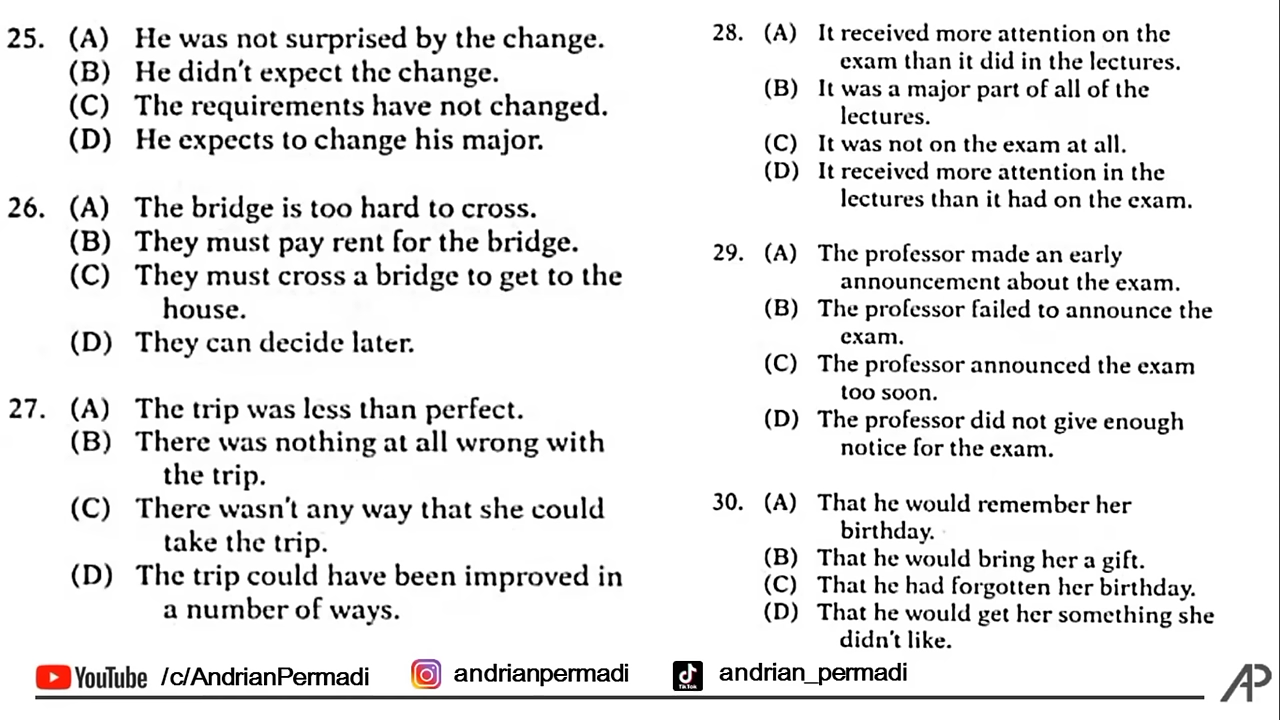 25. (A) He was not surprised by the change.
(B) He didn't expect the change.
(C) The requirements have not changed.
(D) He expects to change his major.
26. (A) The bridge is too hard to cross.
(B) They must pay rent for the bridge.
(C) They must cross a bridge to get to the
house.
(D) They can decide later.
27. (A) The trip was less than perfect.
(B) There was nothing at all wrong with
the trip.
(C) There wasn't any way that she could
take the trip.
(D) The trip could have been improved in
a number of ways.
28. (A) It received more attention on the
exam than it did in the lectures.
(B) It was a major part of all of the
lectures.
(C) It was not on the exam at all.
(D) It received more attention in the
lectures than it had on the exam.
29. (A) The professor made an early
announcement about the exam.
(B) The professor failed to announce the
exam.
(C) The professor announced the exam
too soon.
(D) The professor did not give enough
notice for the exam.
30. (A) That he would remember her
birthday.
(B) That he would bring her a gift.
(C) That he had forgotten her birthday.
(D) That he would get her something she
didn't like.
YouTube /c/AndrianPermadi andrianpermadi TikTok andrian_permadi AP